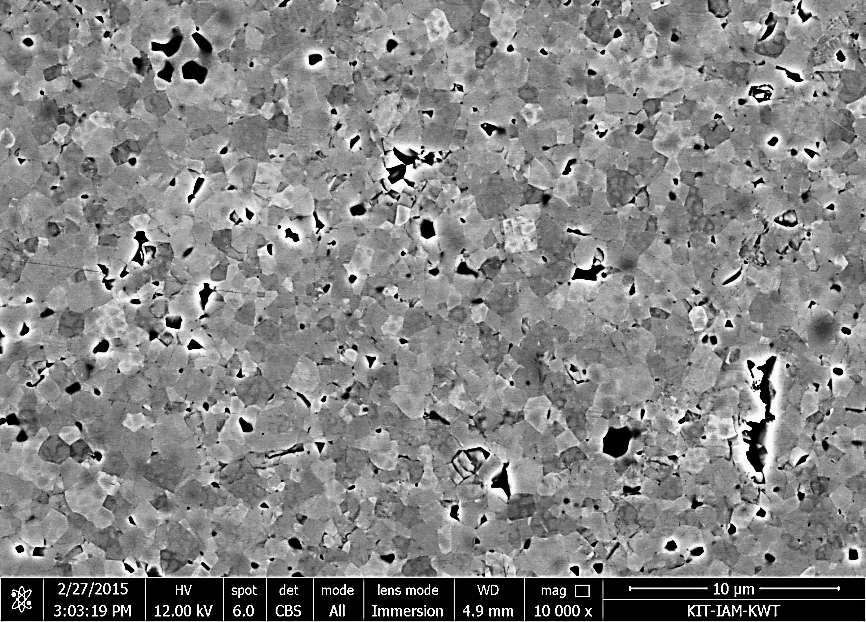 2/27/2015 HV spot det mode lens mode WD mag 10 µm
3:03:19 PM 12.00 kV 6.0 CBS All Immersion 4.9 mm 10 000 x KIT-IAM-KWT